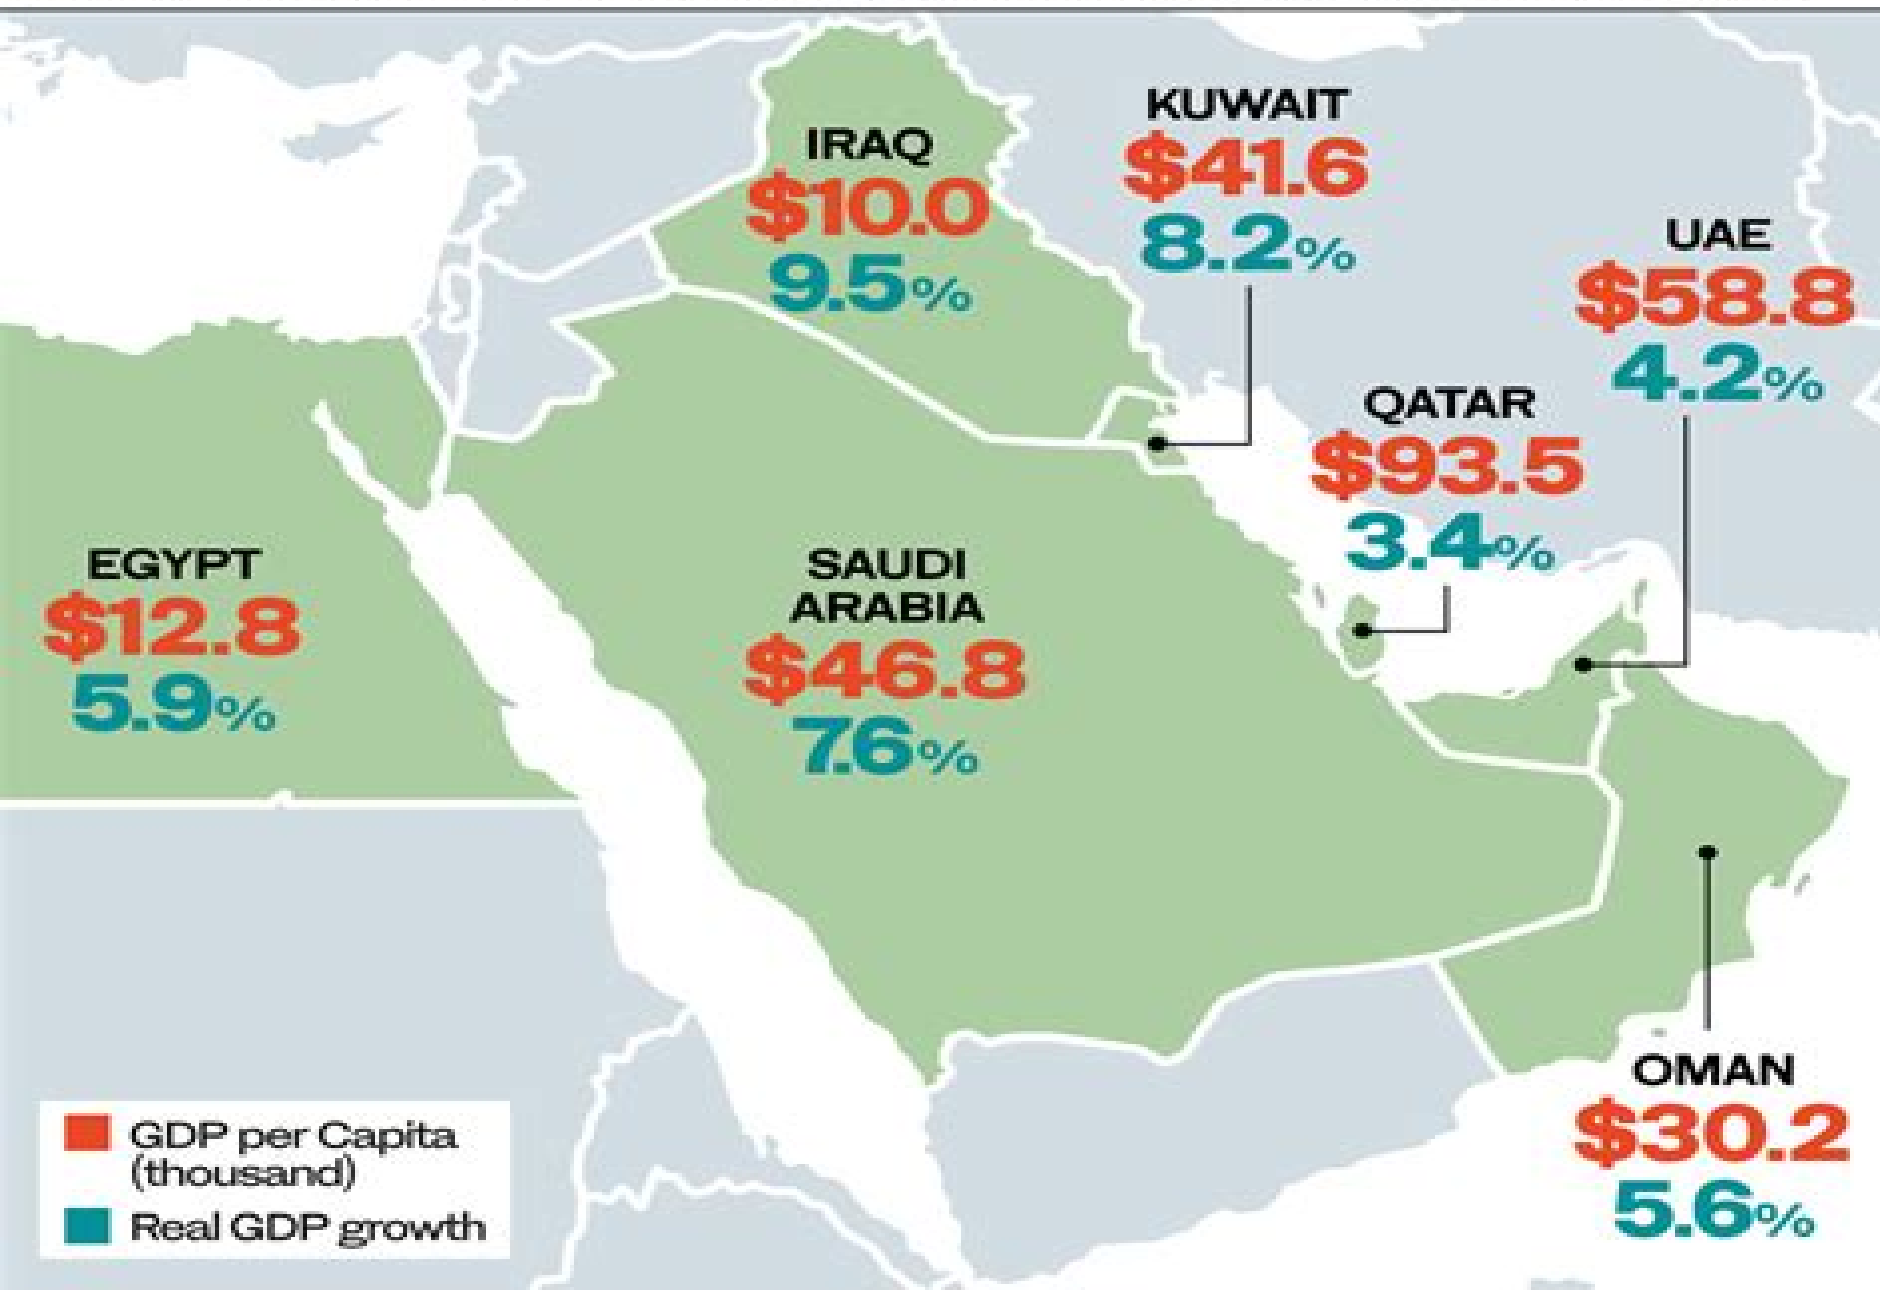 IRAQ
$10.0
9.5%
KUWAIT
$41.6
8.2%
UAE
$58.8
4.2%
QATAR
$93.5
3.4%
EGYPT
$12.8
5.9%
SAUDI
ARABIA
$46.8
7.6%
OMAN
$30.2
5.6%
GDP per Capita
(thousand)
Real GDP growth